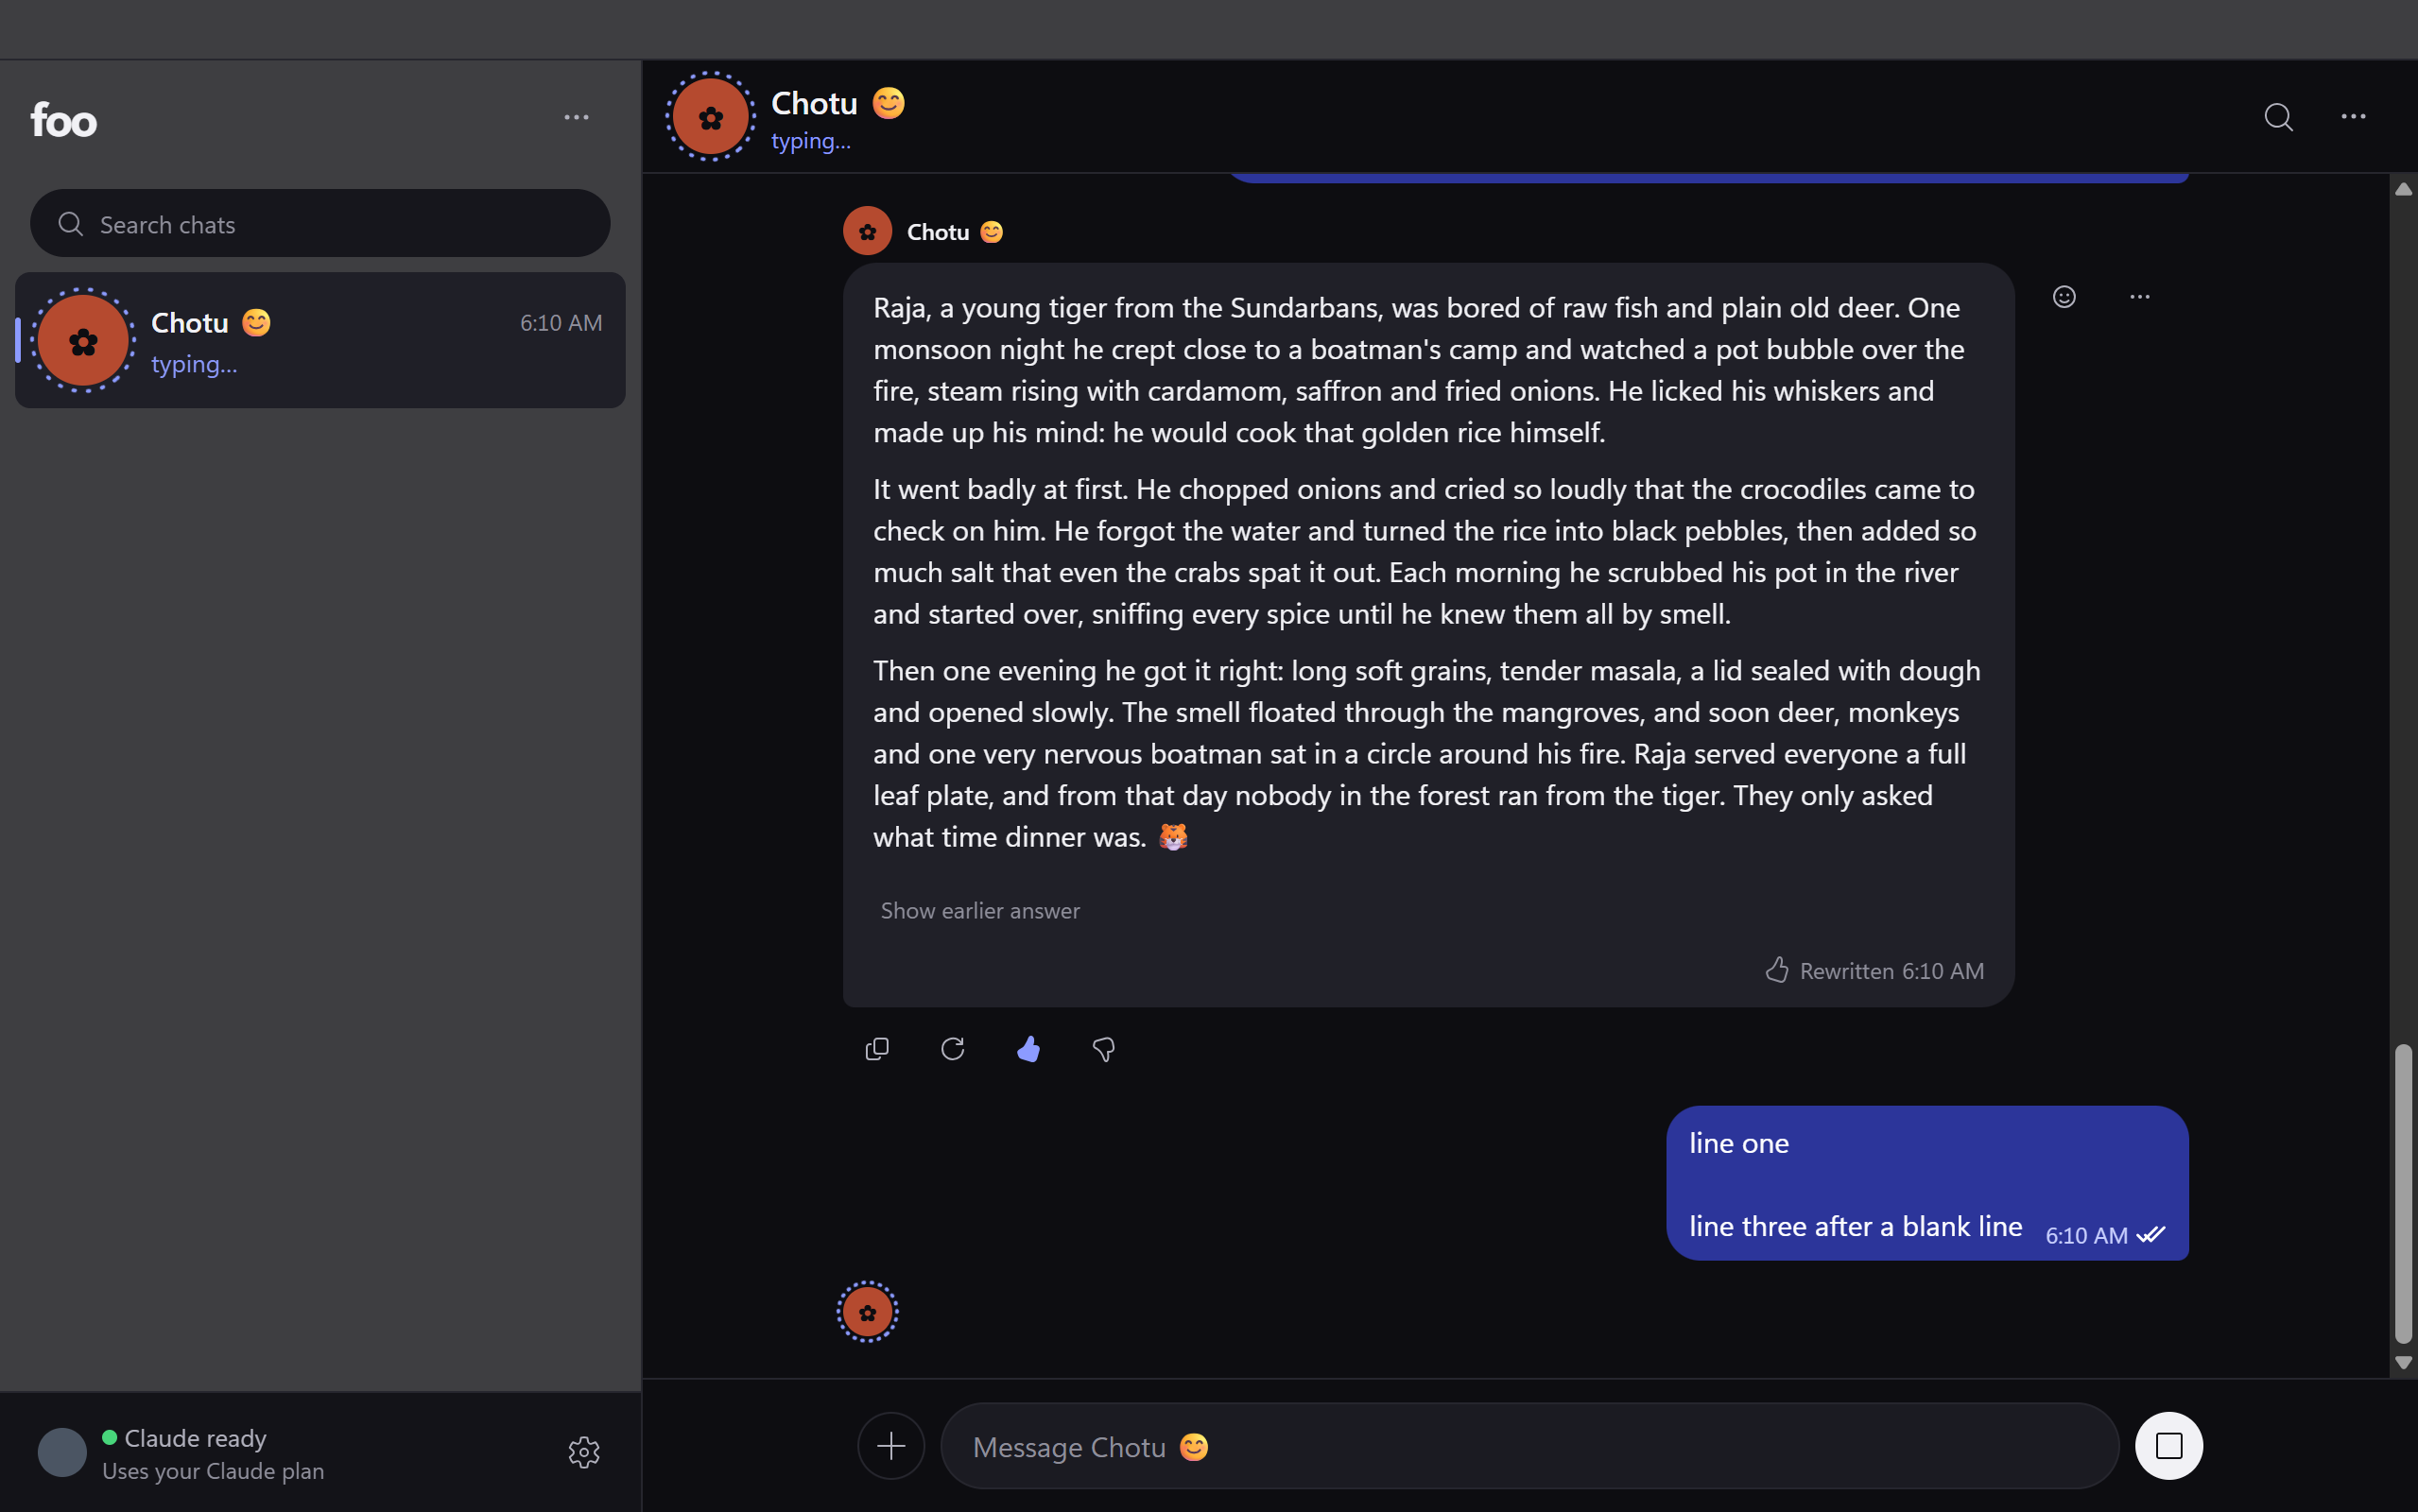 foo
Search chats
Chotu 😊
6:10 AM
typing...
Claude ready
Uses your Claude plan
Chotu 😊
typing...
Chotu 😊
Raja, a young tiger from the Sundarbans, was bored of raw fish and plain old deer. One
monsoon night he crept close to a boatman's camp and watched a pot bubble over the
fire, steam rising with cardamom, saffron and fried onions. He licked his whiskers and
made up his mind: he would cook that golden rice himself.
It went badly at first. He chopped onions and cried so loudly that the crocodiles came to
check on him. He forgot the water and turned the rice into black pebbles, then added so
much salt that even the crabs spat it out. Each morning he scrubbed his pot in the river
and started over, sniffing every spice until he knew them all by smell.
Then one evening he got it right: long soft grains, tender masala, a lid sealed with dough
and opened slowly. The smell floated through the mangroves, and soon deer, monkeys
and one very nervous boatman sat in a circle around his fire. Raja served everyone a full
leaf plate, and from that day nobody in the forest ran from the tiger. They only asked
what time dinner was. 🐯
Show earlier answer
Rewritten 6:10 AM
line one
line three after a blank line
6:10 AM
Message Chotu 😊